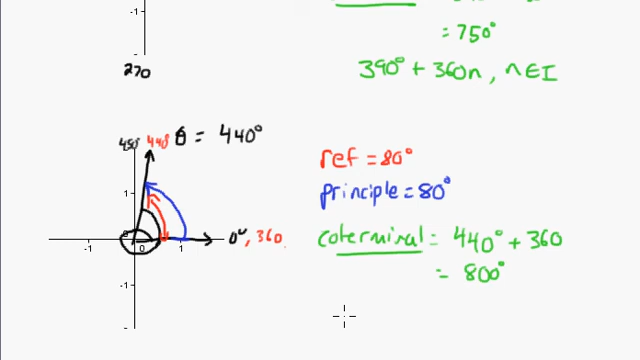 -1
= 750°
270
390° + 360n, n∈I
450° 440 θ = 440°
ref = 80°
1
principle = 80°
0 0°, 360
-1 0 1
coterminal = 440° + 360
= 800°
-1